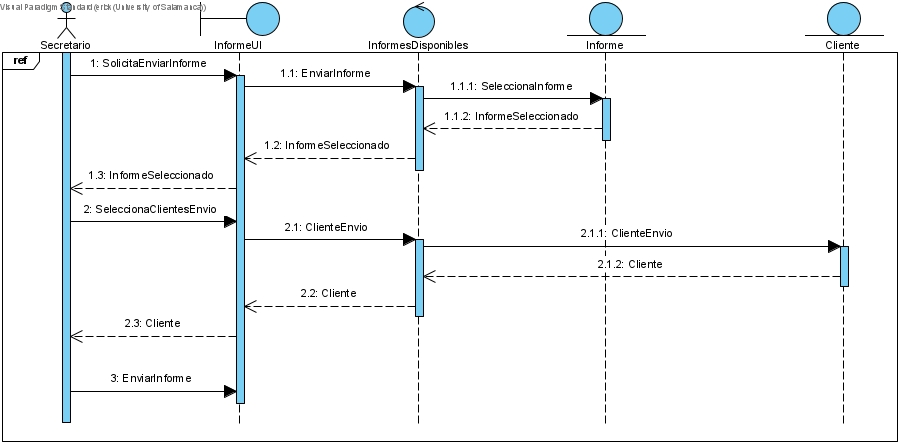 Visual Paradigm Standard(erick(University of Salamanca))
Secretario
InformeUI
InformesDisponibles
Informe
Cliente
ref
1: SolicitaEnviarInforme
1.1: EnviarInforme
1.1.1: SeleccionaInforme
1.1.2: InformeSeleccionado
1.2: InformeSeleccionado
1.3: InformeSeleccionado
2: SeleccionaClientesEnvio
2.1: ClienteEnvio
2.1.1: ClienteEnvio
2.1.2: Cliente
2.2: Cliente
2.3: Cliente
3: EnviarInforme